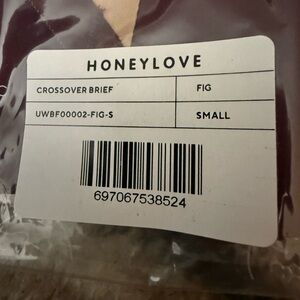 HONEYLOVE
CROSSOVER BRIEF FIG
UWBF00002-FIG-S SMALL
697067538524